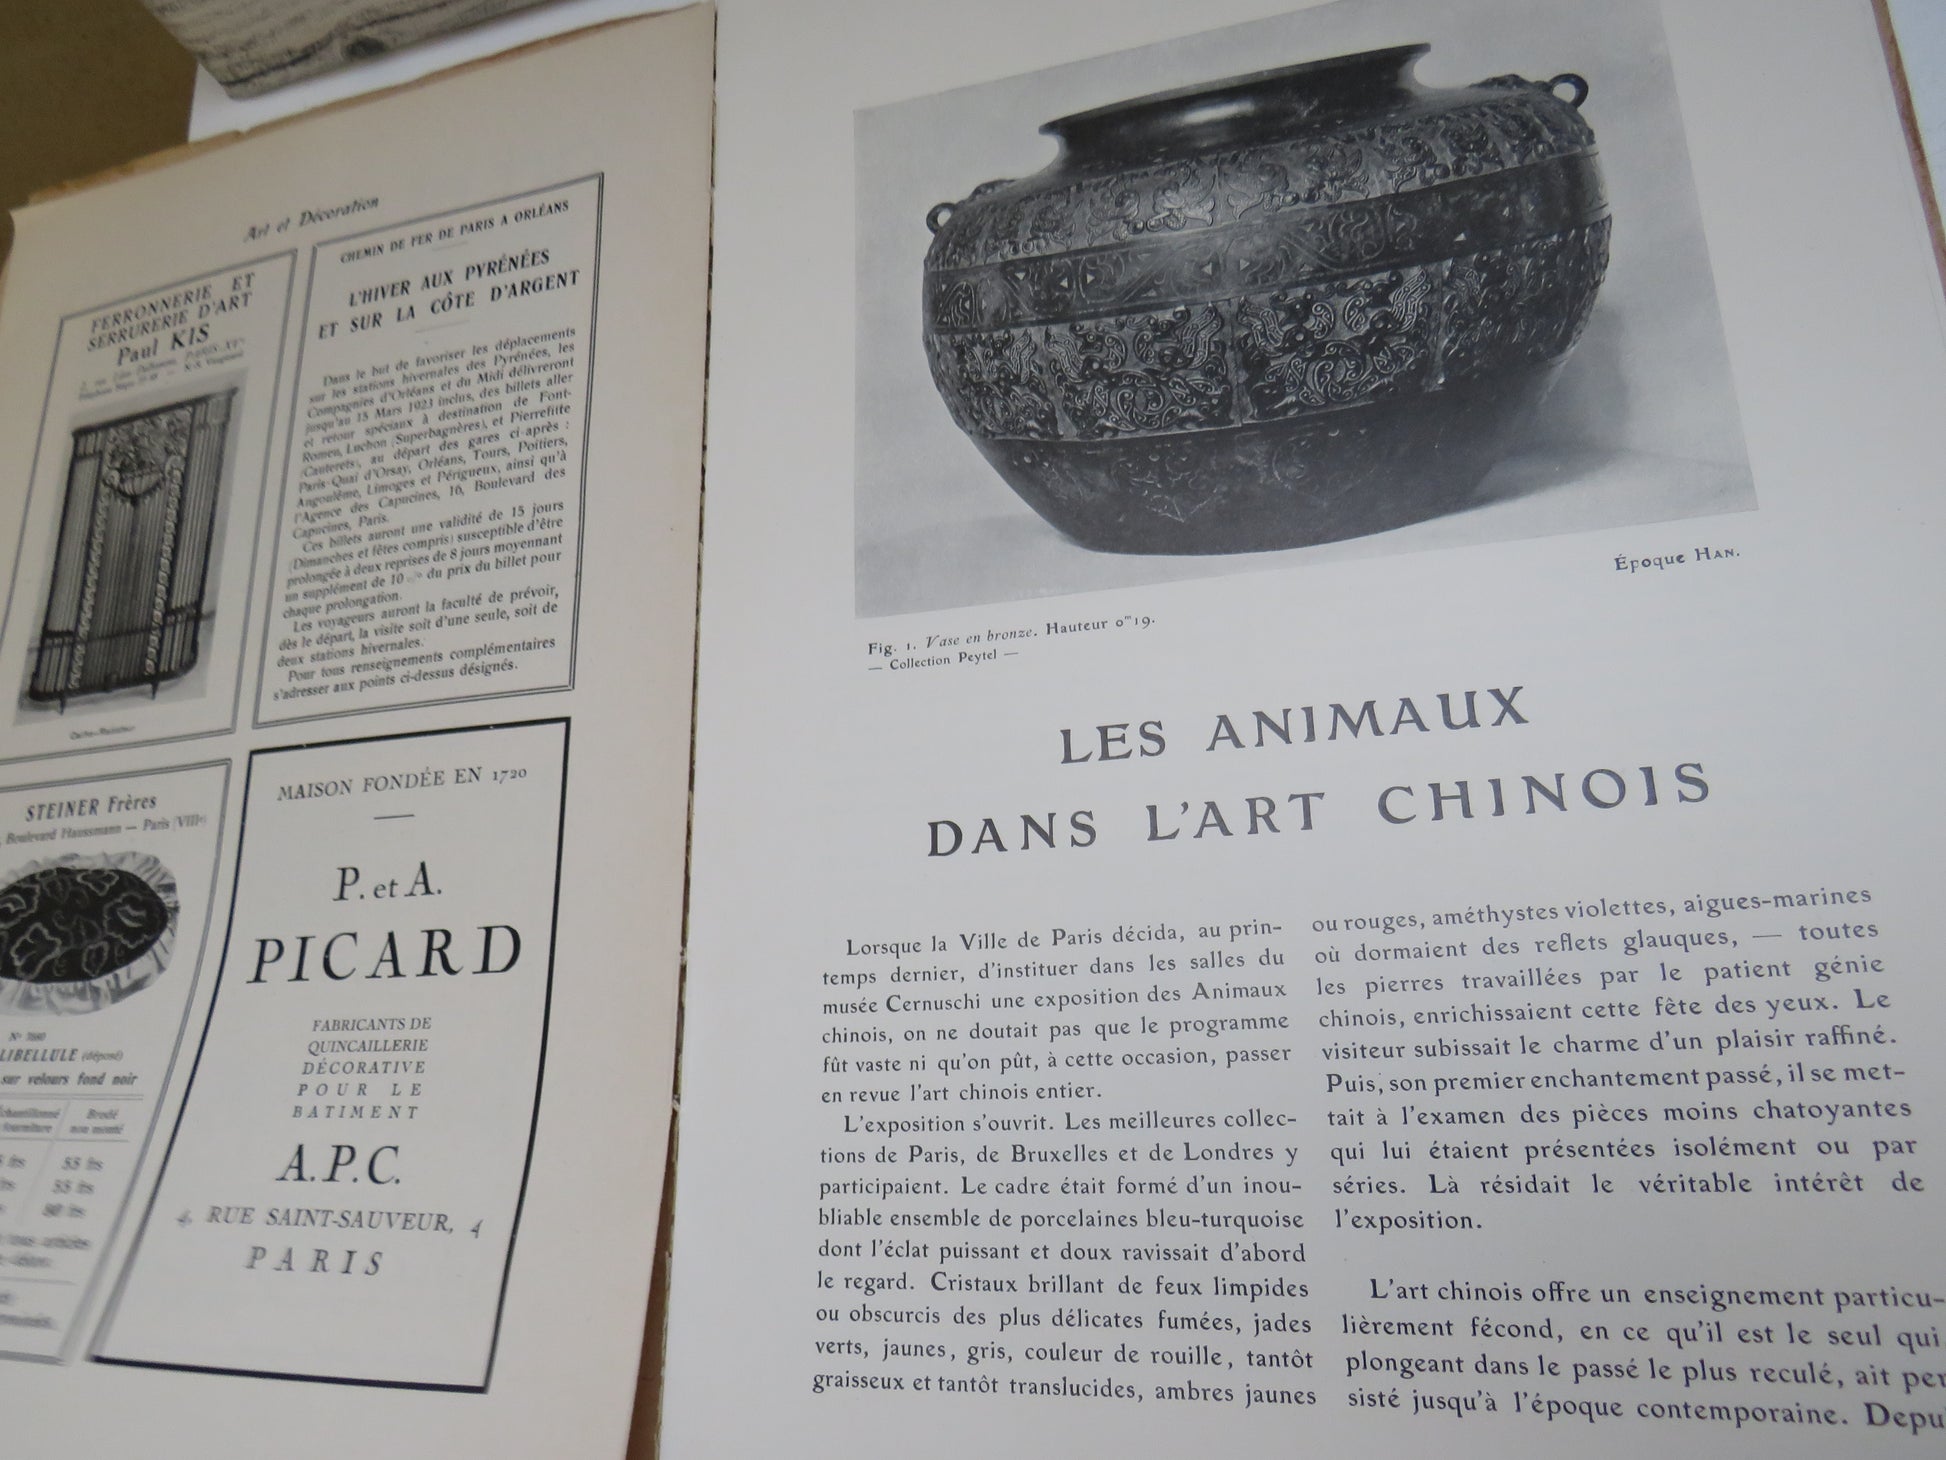 Art et Décoration
FERRONNERIE ET
SERRURERIE D'ART
Paul KIS
CHEMIN DE FER DE PARIS A ORLÉANS
L'HIVER AUX PYRÉNÉES
ET SUR LA CÔTE D'ARGENT
Dans le but de favoriser les déplacements
sur les stations hivernales des Pyrénées, les
Compagnies d'Orléans et du Midi délivreront
jusqu'au 15 Mars 1923 inclus, des billets aller
et retour spéciaux à destination de Font-
Romeu, Luchon (Superbagnères), et Pierrefitte
(Cauterets), au départ des gares ci-après :
Paris-Quai d'Orsay, Orléans, Tours, Poitiers,
Angoulême, Limoges et Périgueux, ainsi qu'à
l'Agence des Capucines, 16, Boulevard des
Capucines, Paris.
Ces billets auront une validité de 15 jours
(Dimanches et fêtes compris) susceptible d'être
prolongée à deux reprises de 8 jours moyennant
un supplément de 10 % du prix du billet pour
chaque prolongation.
Les voyageurs auront la faculté de prévoir,
dès le départ, la visite soit d'une seule, soit de
deux stations hivernales.
Pour tous renseignements complémentaires
s'adresser aux points ci-dessus désignés.
STEINER Frères
Boulevard Haussmann — Paris (VIIIe)
LIBELLULE (déposé)
sur velours fond noir
Brodé
non monté
55 frs
55 frs
80 frs
MAISON FONDÉE EN 1720
P. et A.
PICARD
FABRICANTS DE
QUINCAILLERIE
DÉCORATIVE
POUR LE
BATIMENT
A.P.C.
4, RUE SAINT-SAUVEUR, 4
PARIS
Époque HAN.
Fig. 1. Vase en bronze. Hauteur 0m19.
— Collection Peytel —
LES ANIMAUX
DANS L'ART CHINOIS
Lorsque la Ville de Paris décida, au prin-
temps dernier, d'instituer dans les salles du
musée Cernuschi une exposition des Animaux
chinois, on ne doutait pas que le programme
fût vaste ni qu'on pût, à cette occasion, passer
en revue l'art chinois entier.
L'exposition s'ouvrit. Les meilleures collec-
tions de Paris, de Bruxelles et de Londres y
participaient. Le cadre était formé d'un inou-
bliable ensemble de porcelaines bleu-turquoise
dont l'éclat puissant et doux ravissait d'abord
le regard. Cristaux brillant de feux limpides
ou obscurcis des plus délicates fumées, jades
verts, jaunes, gris, couleur de rouille, tantôt
graisseux et tantôt translucides, ambres jaunes
ou rouges, améthystes violettes, aigues-marines
où dormaient des reflets glauques, — toutes
les pierres travaillées par le patient génie
chinois, enrichissaient cette fête des yeux. Le
visiteur subissait le charme d'un plaisir raffiné.
Puis, son premier enchantement passé, il se met-
tait à l'examen des pièces moins chatoyantes
qui lui étaient présentées isolément ou par
séries. Là résidait le véritable intérêt de
l'exposition.
L'art chinois offre un enseignement particu-
lièrement fécond, en ce qu'il est le seul qui
plongeant dans le passé le plus reculé, ait per
sisté jusqu'à l'époque contemporaine. Depu